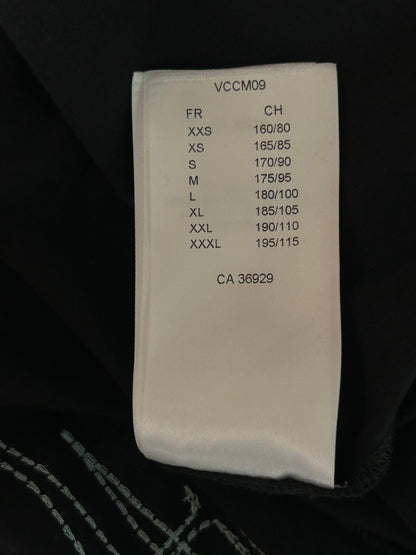 VCCM09
FR CH
XXS 160/80
XS 165/85
S 170/90
M 175/95
L 180/100
XL 185/105
XXL 190/110
XXXL 195/115
CA 36929